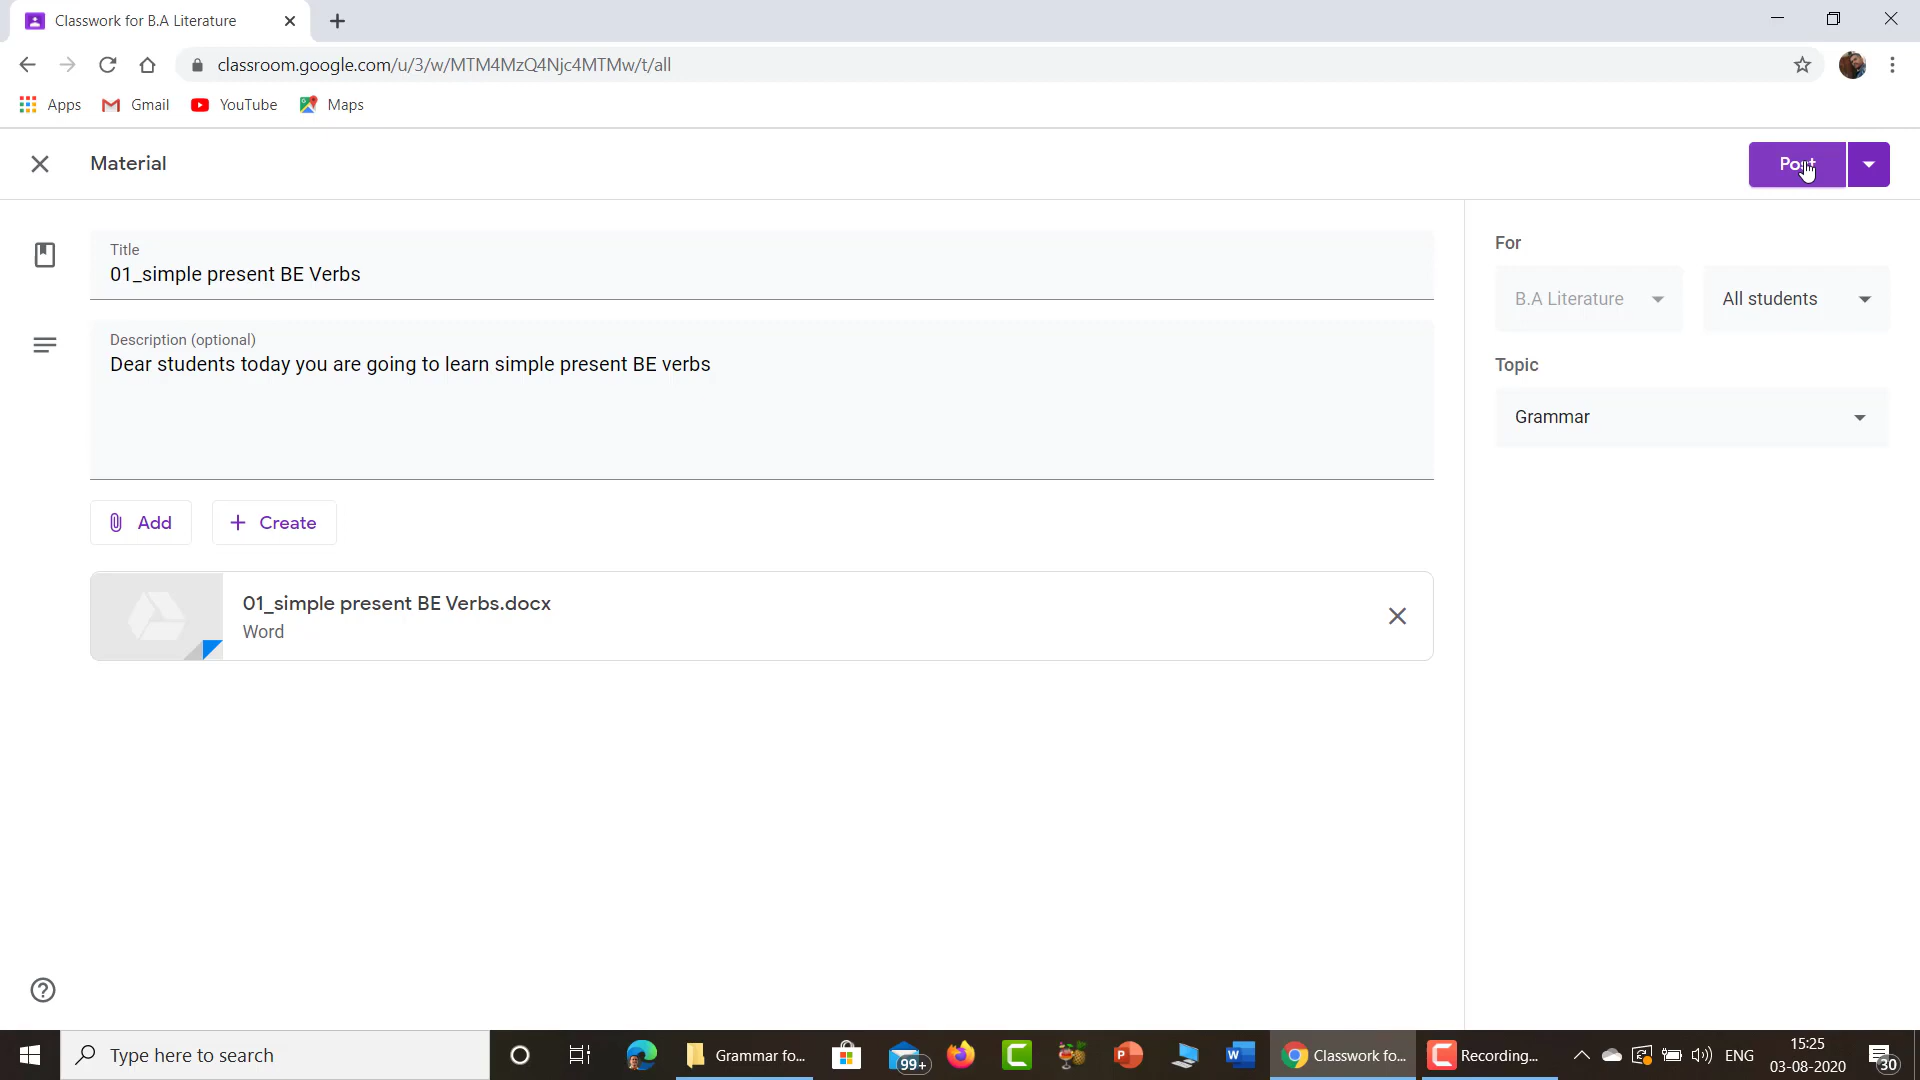 Classwork for B.A Literature
classroom.google.com/u/3/w/MTM4MzQ4Njc4MTMw/t/all
Apps Gmail YouTube Maps
Material
Post
Title
01_simple present BE Verbs
Description (optional)
Dear students today you are going to learn simple present BE verbs
Add Create
01_simple present BE Verbs.docx
Word
For
B.A Literature All students
Topic
Grammar
Type here to search
Grammar fo...
99+
Classwork fo...
Recording...
ENG
15:25
03-08-2020
30